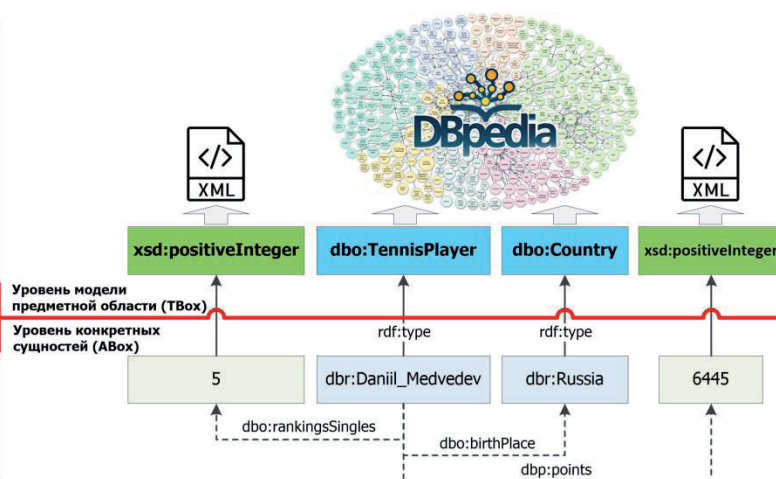 DBpedia
</>
XML
</>
XML
xsd:positiveInteger
dbo:TennisPlayer
dbo:Country
xsd:positiveInteger
Уровень модели
предметной области (TBox)
Уровень конкретных
сущностей (ABox)
rdf:type
rdf:type
5
dbr:Daniil_Medvedev
dbr:Russia
6445
dbo:rankingsSingles
dbo:birthPlace
dbp:points